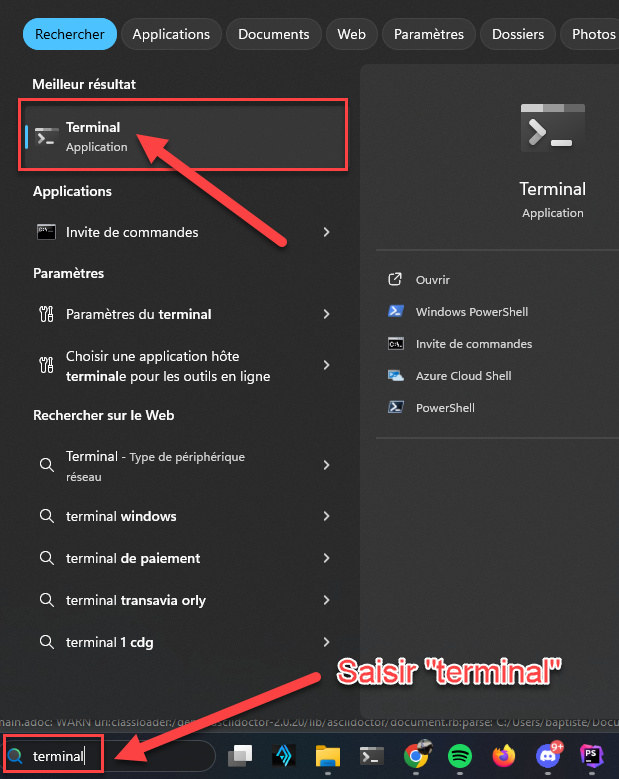 Rechercher
Applications
Documents
Web
Paramètres
Dossiers
Photos
Meilleur résultat
Terminal
Application
Applications
Invite de commandes
Paramètres
Paramètres du terminal
Choisir une application hôte
terminale pour les outils en ligne
Rechercher sur le Web
Terminal - Type de périphérique
réseau
terminal windows
terminal de paiement
terminal transavia orly
terminal 1 cdg
Terminal
Application
Ouvrir
Windows PowerShell
Invite de commandes
Azure Cloud Shell
PowerShell
Saisir "terminal"
main.adoc: WARN uri:classloader:/gems/asciidoctor-2.0.20/lib/asciidoctor/document.rb:parse: C:/Users/baptiste/Docu
terminal
9+
PS